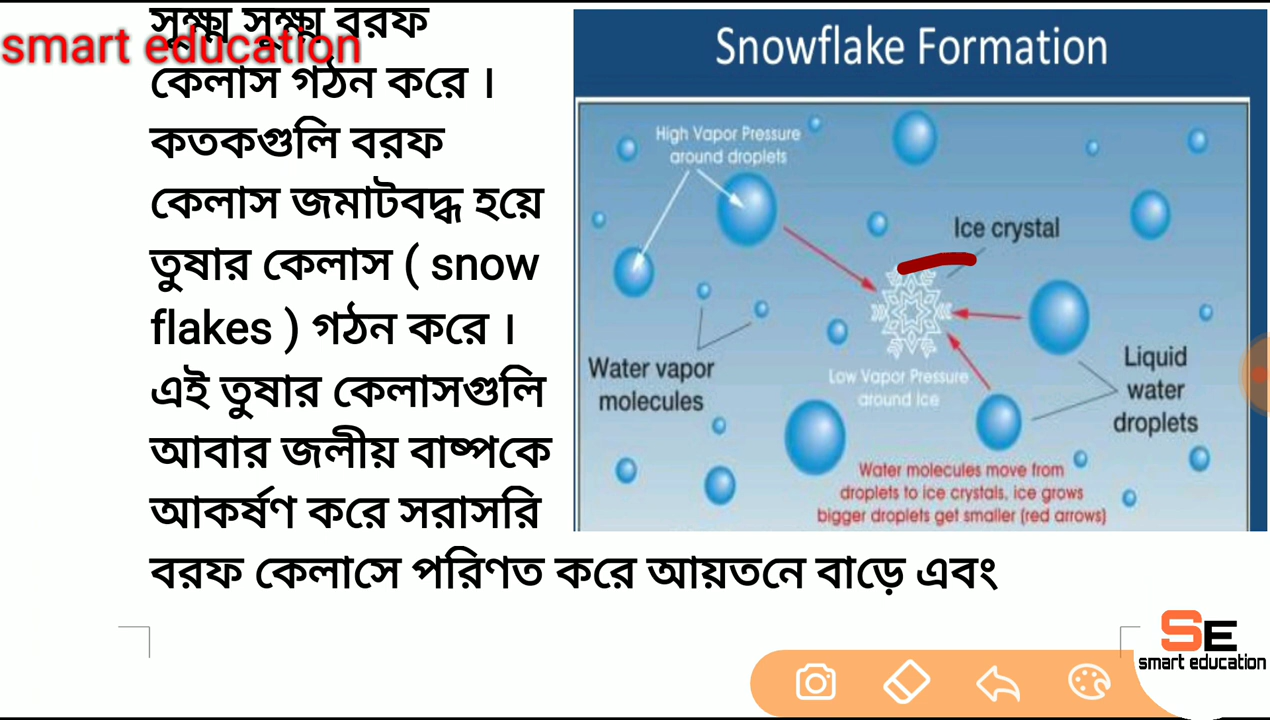 সুক্ষ্ম সুক্ষ্ম বরফ
smart education
কেলাস গঠন করে ।
কতকগুলি বরফ
কেলাস জমাটবদ্ধ হয়ে
তুষার কেলাস ( snow
flakes ) গঠন করে ।
এই তুষার কেলাসগুলি
আবার জলীয় বাষ্পকে
আকর্ষণ করে সরাসরি
বরফ কেলাসে পরিণত করে আয়তনে বাড়ে এবং
Snowflake Formation
High Vapor Pressure
around droplets
Ice crystal
Water vapor
molecules
Low Vapor Pressure
around Ice
Liquid
water
droplets
Water molecules move from
droplets to ice crystals, ice grows
bigger droplets get smaller (red arrows)
SE
smart education